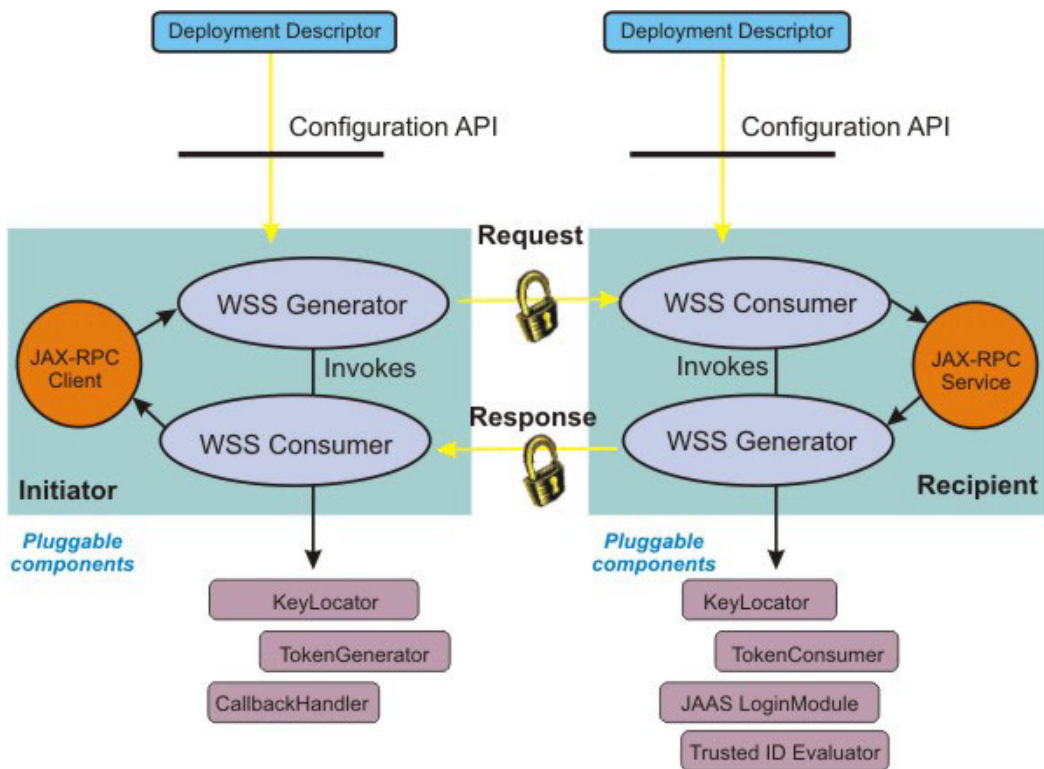 Deployment Descriptor
Deployment Descriptor
Configuration API
Configuration API
Request
WSS Generator
WSS Consumer
JAX-RPC
Client
Invokes
Invokes
JAX-RPC
Service
Response
WSS Consumer
WSS Generator
Initiator
Recipient
Pluggable
components
Pluggable
components
KeyLocator
TokenGenerator
CallbackHandler
KeyLocator
TokenConsumer
JAAS LoginModule
Trusted ID Evaluator